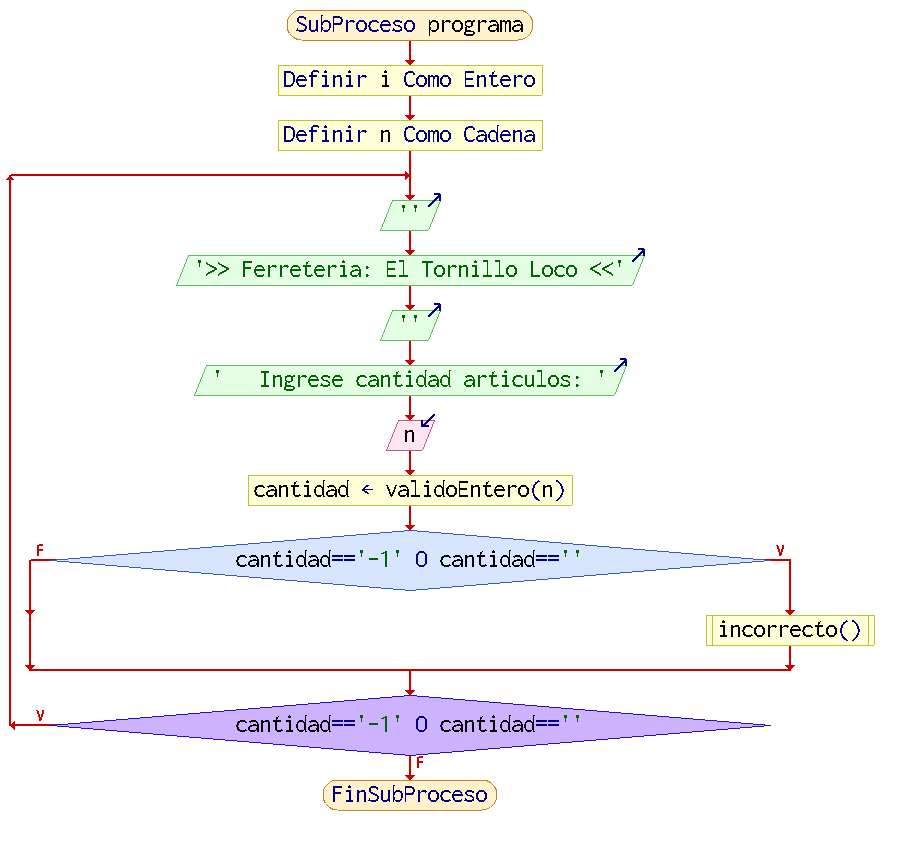 SubProceso programa
Definir i Como Entero
Definir n Como Cadena
''
'>> Ferreteria: El Tornillo Loco <<'
''
'   Ingrese cantidad articulos: '
n
cantidad ← validoEntero(n)
F
V
cantidad=='-1' O cantidad==''
incorrecto()
V
cantidad=='-1' O cantidad==''
F
FinSubProceso